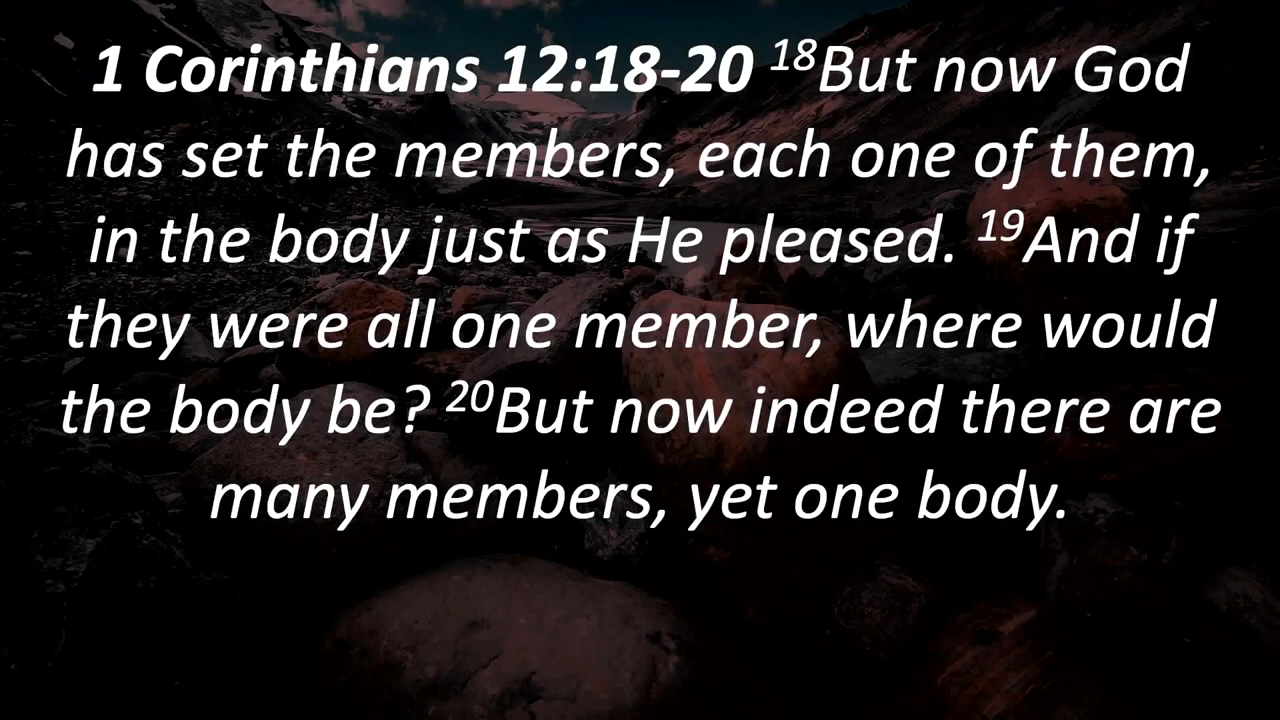 1 Corinthians 12:18-20 18But now God
has set the members, each one of them,
in the body just as He pleased. 19And if
they were all one member, where would
the body be? 20But now indeed there are
many members, yet one body.